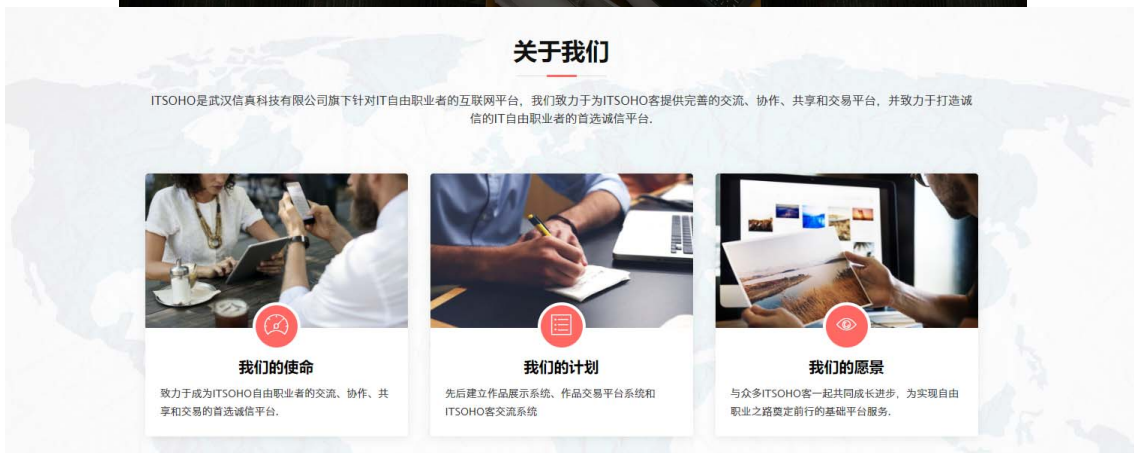 关于我们
ITSOHO是武汉信真科技有限公司旗下针对IT自由职业者的互联网平台，我们致力于为ITSOHO客提供完善的交流、协作、共享和交易平台，并致力于打造诚
信的IT自由职业者的首选诚信平台.
我们的使命
致力于成为ITSOHO自由职业者的交流、协作、共
享和交易的首选诚信平台.
我们的计划
先后建立作品展示系统、作品交易平台系统和
ITSOHO客交流系统
我们的愿景
与众多ITSOHO客一起共同成长进步，为实现自由
职业之路奠定前行的基础平台服务.